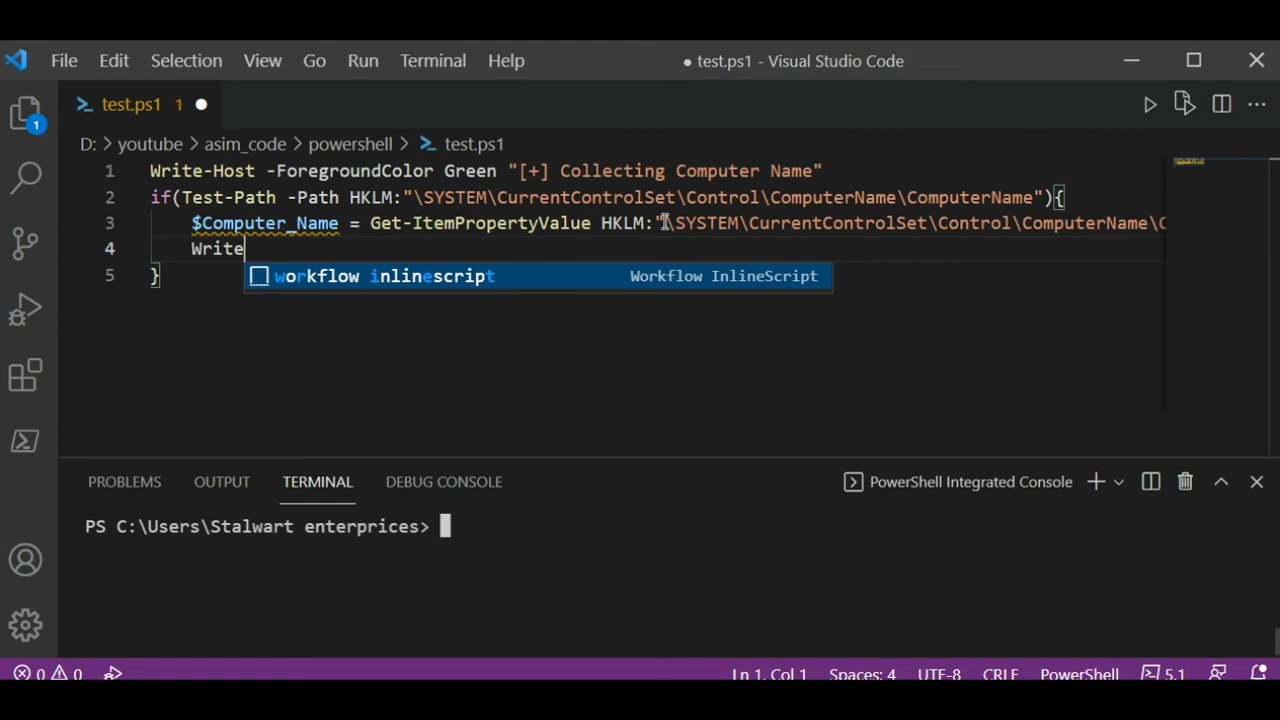 File Edit Selection View Go Run Terminal Help ● test.ps1 - Visual Studio Code
test.ps1 1 ●
1
D: > youtube > asim_code > powershell > test.ps1
1 Write-Host -ForegroundColor Green "[+] Collecting Computer Name"
2 if(Test-Path -Path HKLM:"\SYSTEM\CurrentControlSet\Control\ComputerName\ComputerName"){
3 $Computer_Name = Get-ItemPropertyValue HKLM:"\SYSTEM\CurrentControlSet\Control\ComputerName\C
4 Write
workflow inlinescript Workflow InlineScript
5 }
PROBLEMS OUTPUT TERMINAL DEBUG CONSOLE PowerShell Integrated Console
PS C:\Users\Stalwart enterprices>
0 0 Ln 1, Col 1 Spaces: 4 UTF-8 CRLF PowerShell 5.1